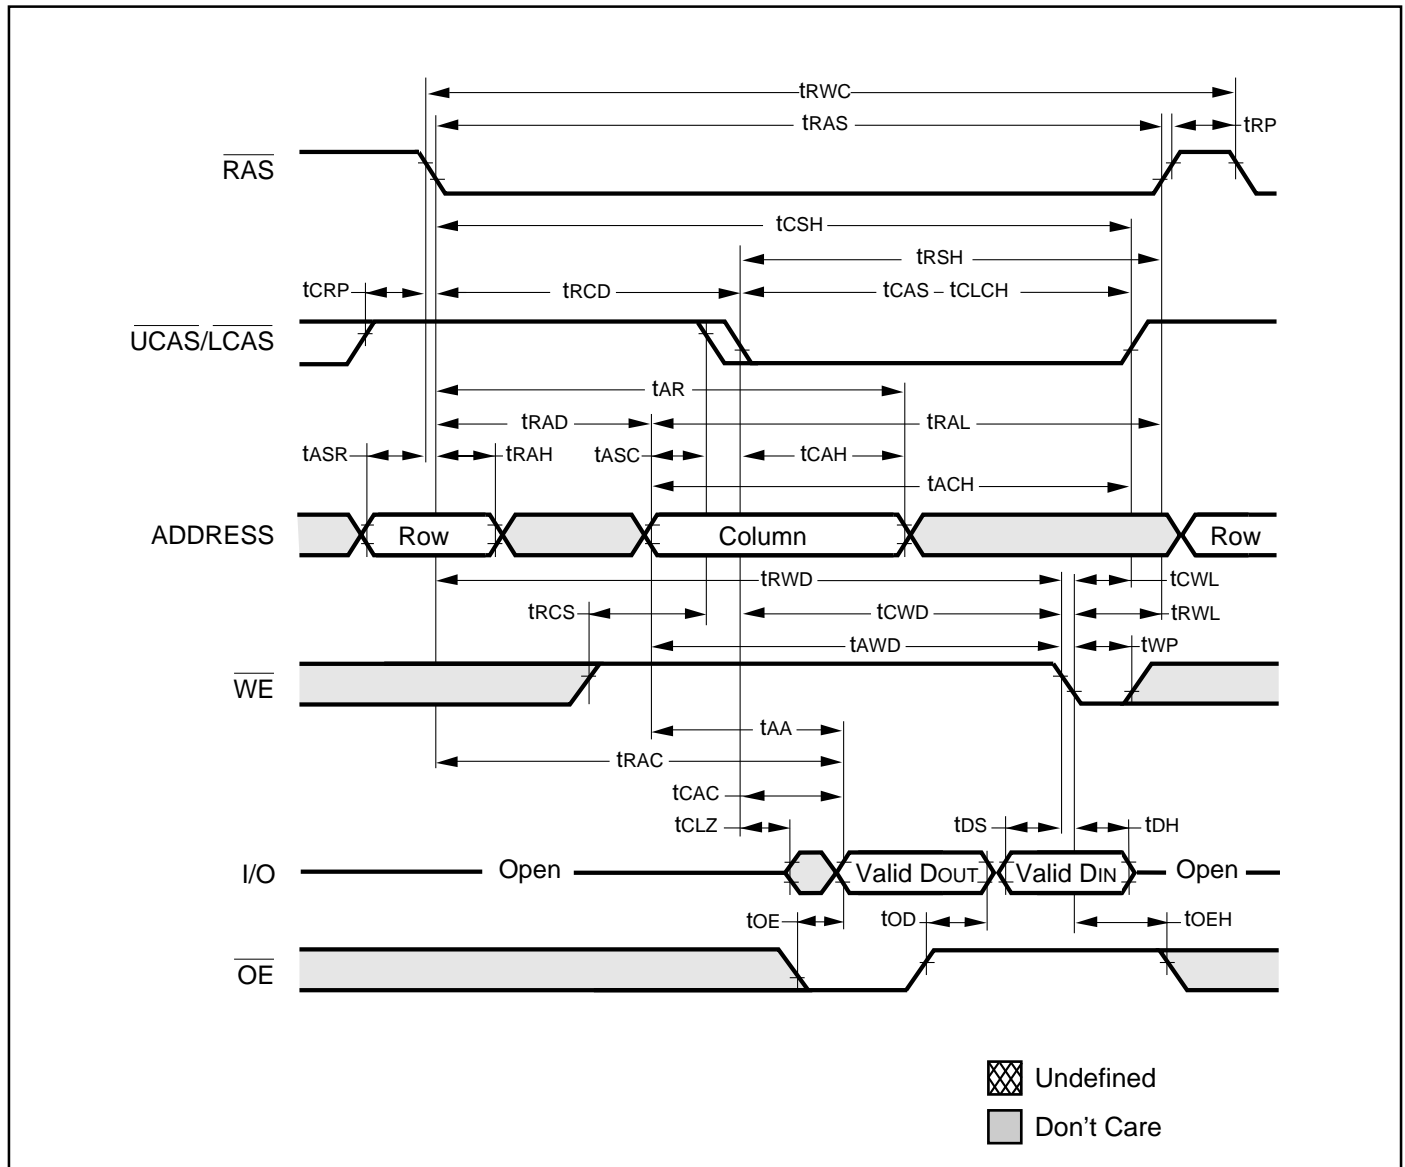 tRWC
tRAS
tRP
RAS
tCSH
tRSH
tCRP
tRCD
tCAS – tCLCH
UCAS/LCAS
tAR
tRAD
tRAL
tASR
tRAH
tASC
tCAH
tACH
ADDRESS
Row
Column
Row
tRWD
tCWL
tRCS
tCWD
tRWL
tAWD
tWP
WE
tAA
tRAC
tCAC
tCLZ
tDS
tDH
I/O
Open
Valid DOUT
Valid DIN
Open
tOE
tOD
tOEH
OE
Undefined
Don't Care